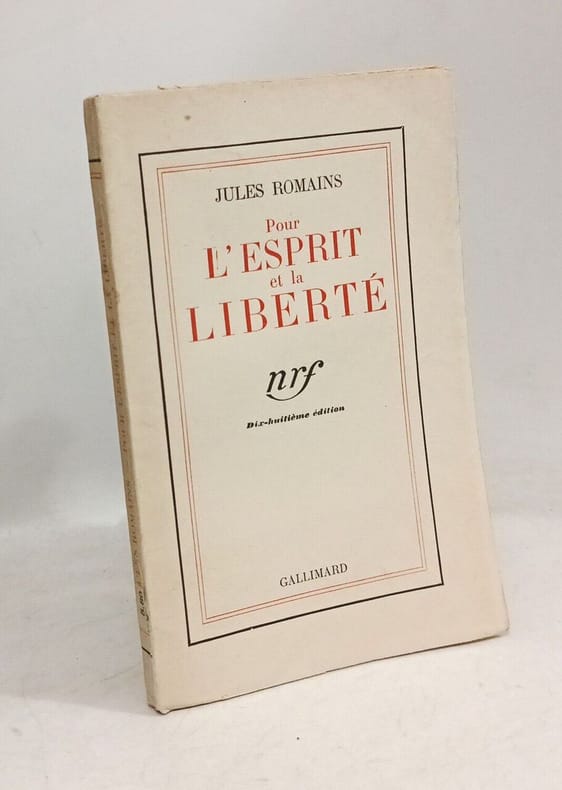 JULES ROMAINS
Pour
L'ESPRIT
et la
LIBERTÉ
nrf
Dix-huitième édition
GALLIMARD